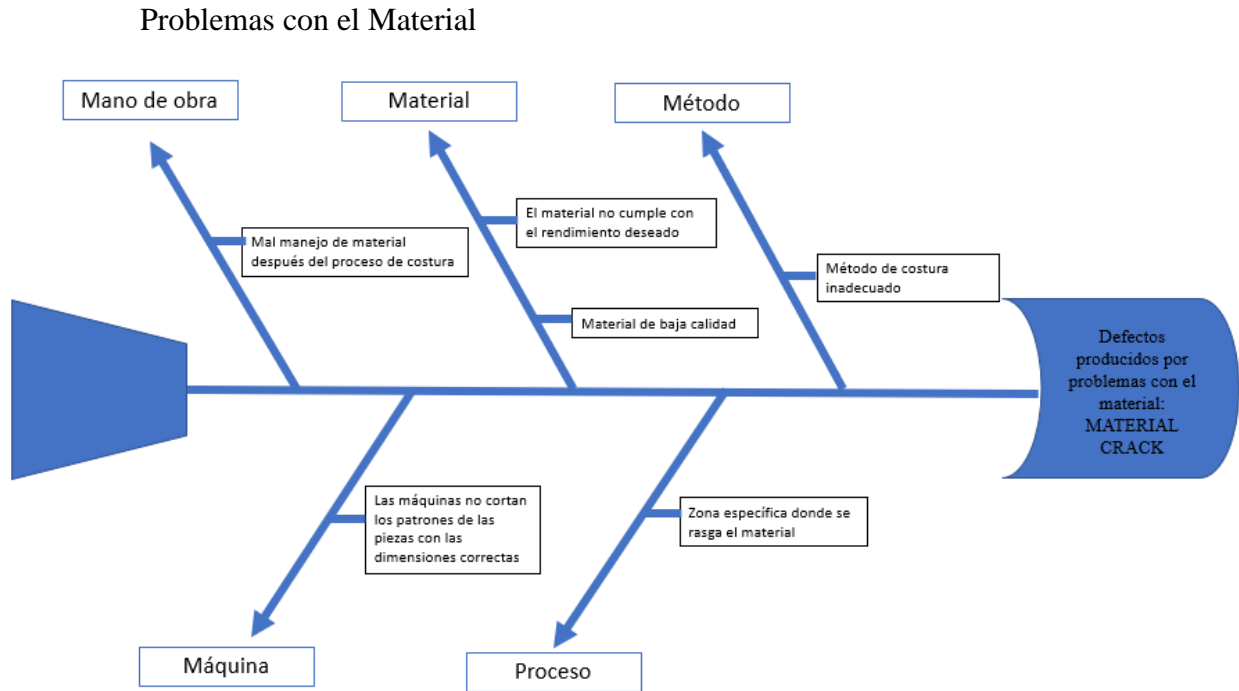 Problemas con el Material
Mano de obra
Material
Método
El material no cumple con
el rendimiento deseado
Mal manejo de material
después del proceso de costura
Método de costura
inadecuado
Material de baja calidad
Defectos
producidos por
problemas con el
material:
MATERIAL
CRACK
Las máquinas no cortan
los patrones de las
piezas con las
dimensiones correctas
Zona específica donde se
rasga el material
Máquina
Proceso